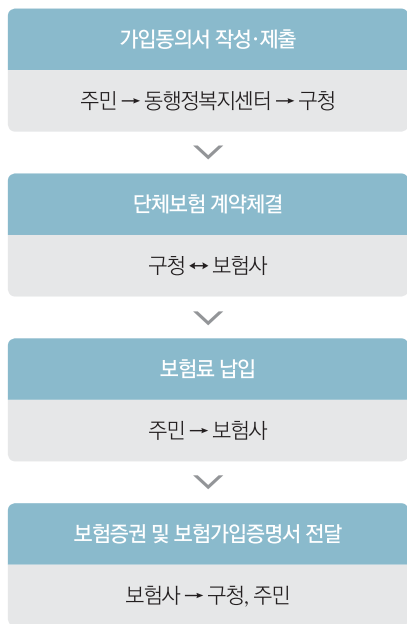 가입동의서 작성·제출
주민 → 동행정복지센터 → 구청
단체보험 계약체결
구청 ↔ 보험사
보험료 납입
주민 → 보험사
보험증권 및 보험가입증명서 전달
보험사 → 구청, 주민